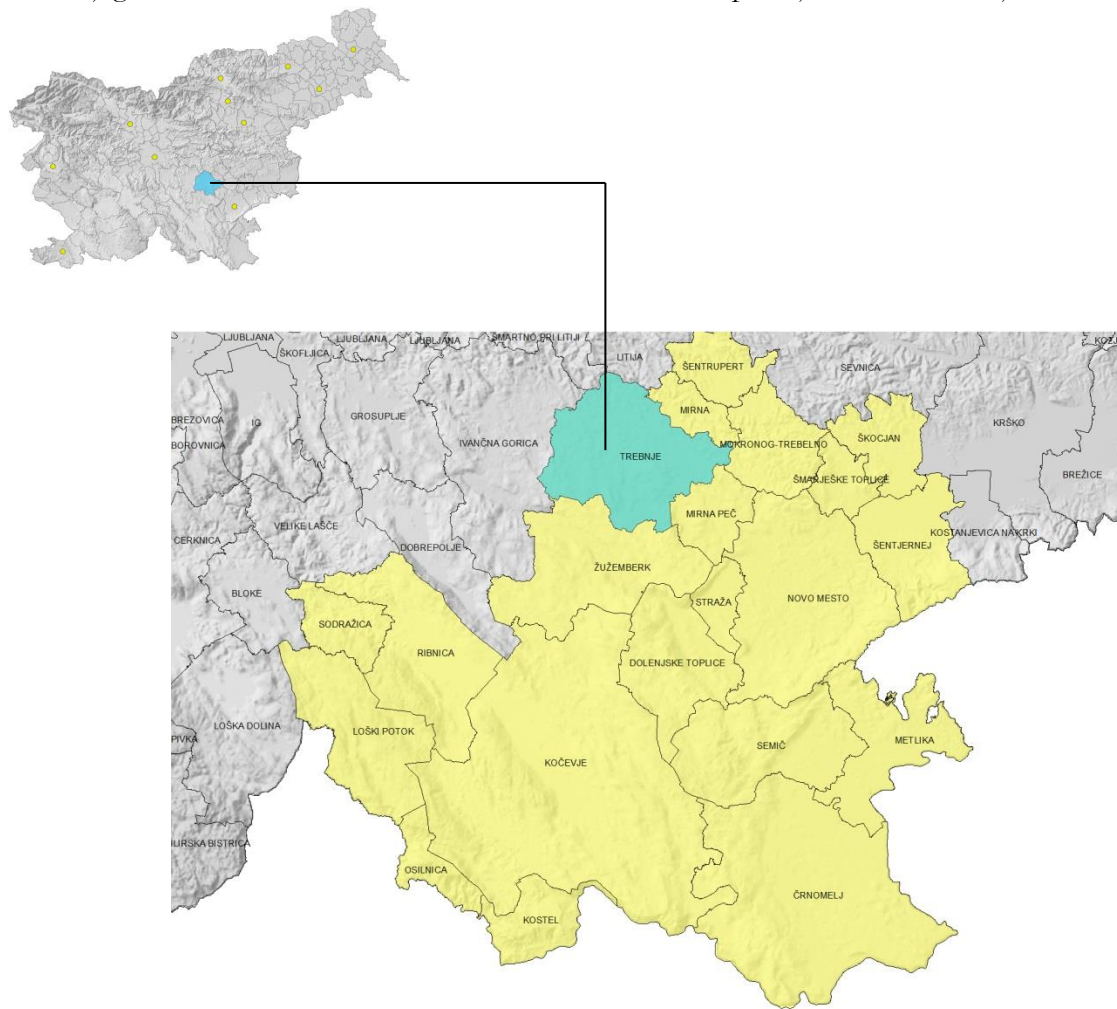 LJUBLJANA
LJUBLJANA
LJUBLJANA
ŠMARTNO PRI LITIJI
ŠKOFLJICA
LITIJA
ŠENTRUPERT
SEVNICA
BREZOVICA
IG
GROSUPLJE
MIRNA
KRŠKO
BOROVNICA
IVANČNA GORICA
TREBNJE
MOKRONOG-TREBELNO
ŠKOCJAN
ŠMARJEŠKE TOPLICE
BREŽICE
CERKNICA
VELIKE LAŠČE
MIRNA PEČ
KOSTANJEVICA NA KRKI
DOBREPOLJE
ŠENTJERNEJ
ŽUŽEMBERK
BLOKE
STRAŽA
NOVO MESTO
SODRAŽICA
RIBNICA
DOLENJSKE TOPLICE
LOŠKA DOLINA
PIVKA
LOŠKI POTOK
KOČEVJE
SEMIČ
METLIKA
ILIRSKA BISTRICA
OSILNICA
ČRNOMELJ
KOSTEL